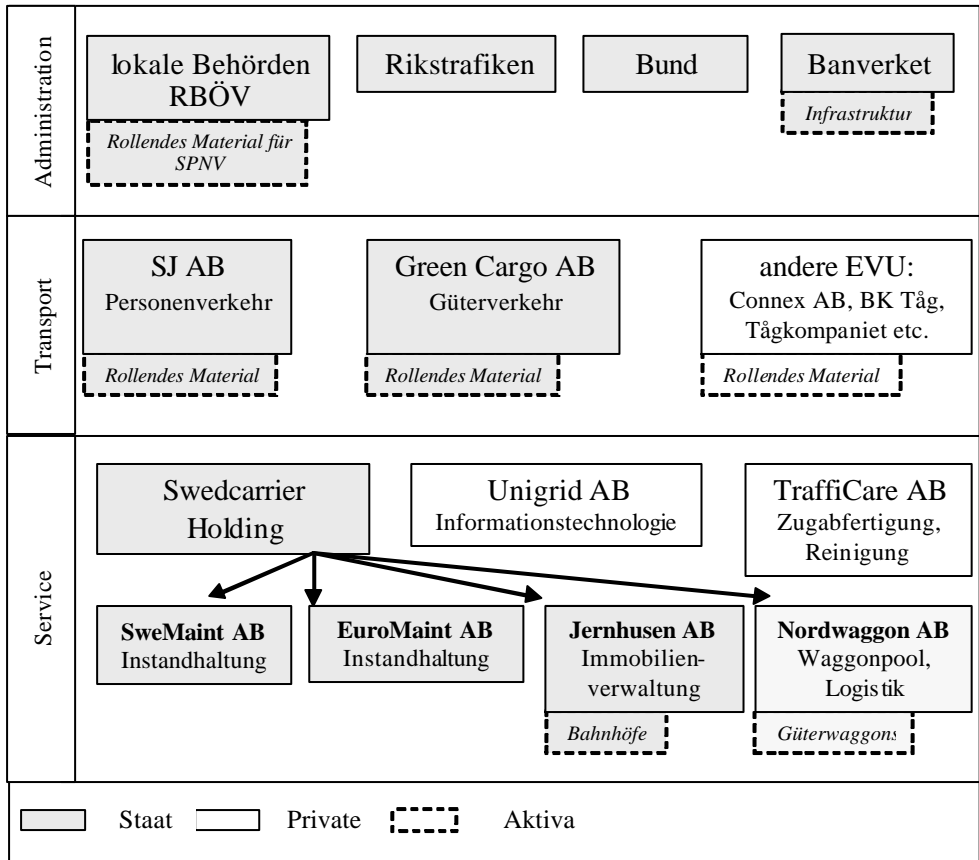 Administration
lokale Behörden
RBÖV
Rollendes Material für
SPNV
Rikstrafiken
Bund
Banverket
Infrastruktur
Transport
SJ AB
Personenverkehr
Rollendes Material
Green Cargo AB
Güterverkehr
Rollendes Material
andere EVU:
Connex AB, BK Tåg,
Tågkompaniet etc.
Rollendes Material
Service
Swedcarrier
Holding
Unigrid AB
Informationstechnologie
TraffiCare AB
Zugabfertigung,
Reinigung
SweMaint AB
Instandhaltung
EuroMaint AB
Instandhaltung
Jernhusen AB
Immobilien-
verwaltung
Bahnhöfe
Nordwaggon AB
Waggonpool,
Logistik
Güterwaggons
Staat
Private
Aktiva